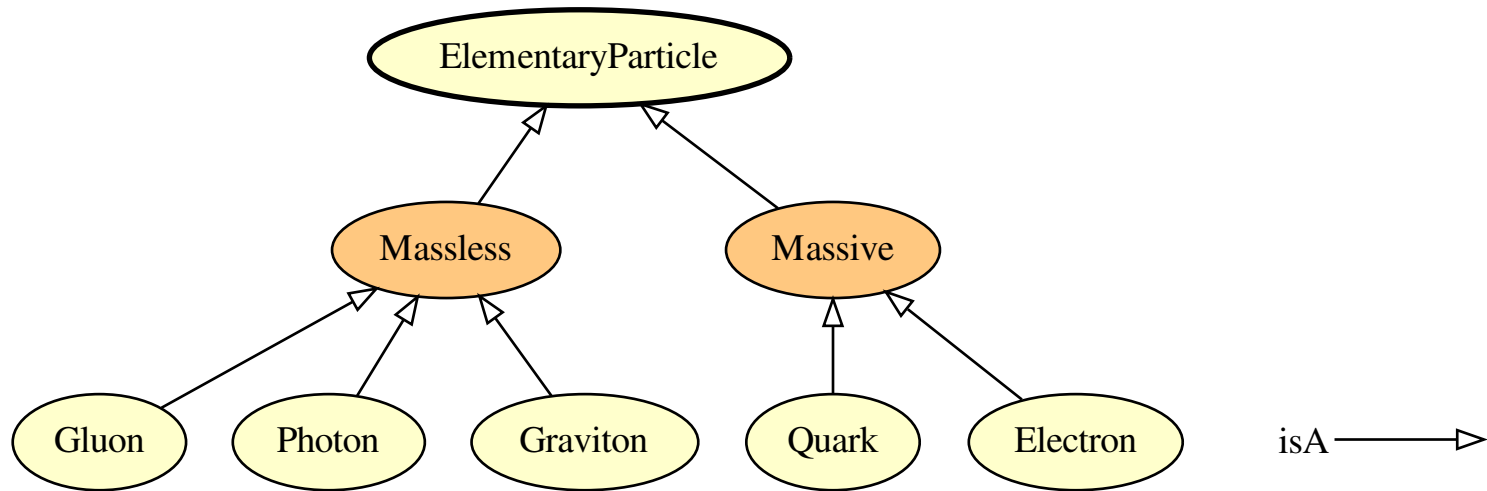 ElementaryParticle
Massless
Massive
Gluon
Photon
Graviton
Quark
Electron
isA